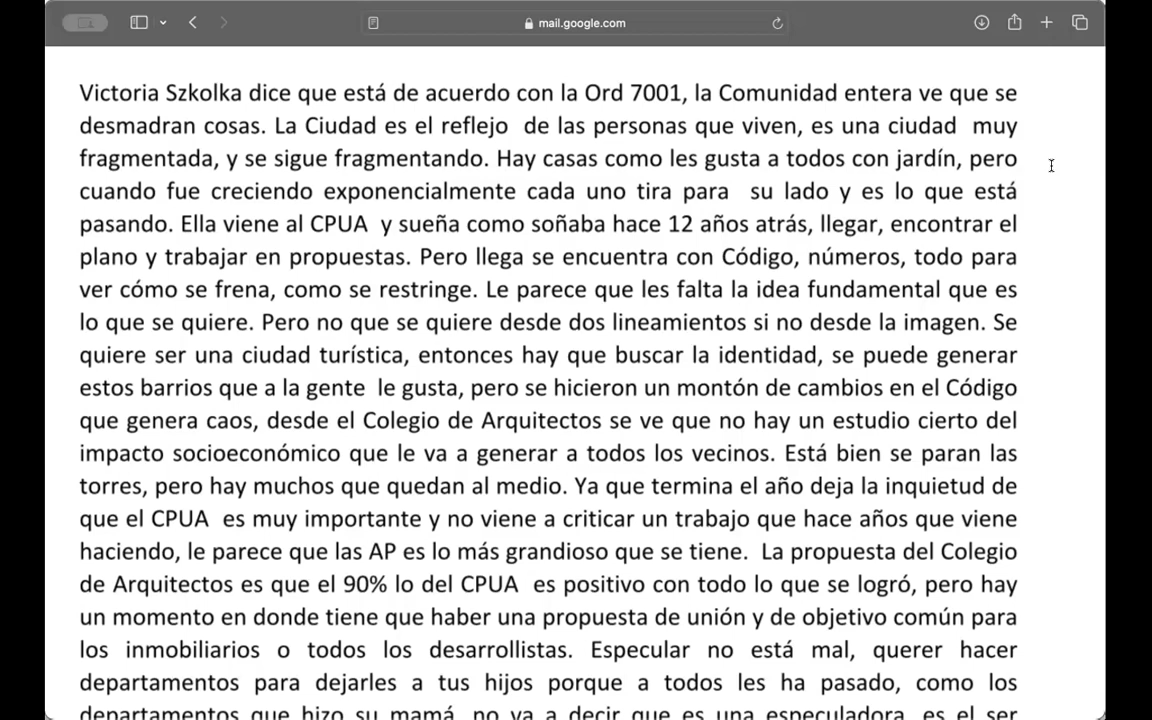 mail.google.com
Victoria Szkolka dice que está de acuerdo con la Ord 7001, la Comunidad entera ve que se
desmadran cosas. La Ciudad es el reflejo de las personas que viven, es una ciudad muy
fragmentada, y se sigue fragmentando. Hay casas como les gusta a todos con jardín, pero
cuando fue creciendo exponencialmente cada uno tira para su lado y es lo que está
pasando. Ella viene al CPUA y sueña como soñaba hace 12 años atrás, llegar, encontrar el
plano y trabajar en propuestas. Pero llega se encuentra con Código, números, todo para
ver cómo se frena, como se restringe. Le parece que les falta la idea fundamental que es
lo que se quiere. Pero no que se quiere desde dos lineamientos si no desde la imagen. Se
quiere ser una ciudad turística, entonces hay que buscar la identidad, se puede generar
estos barrios que a la gente le gusta, pero se hicieron un montón de cambios en el Código
que genera caos, desde el Colegio de Arquitectos se ve que no hay un estudio cierto del
impacto socioeconómico que le va a generar a todos los vecinos. Está bien se paran las
torres, pero hay muchos que quedan al medio. Ya que termina el año deja la inquietud de
que el CPUA es muy importante y no viene a criticar un trabajo que hace años que viene
haciendo, le parece que las AP es lo más grandioso que se tiene. La propuesta del Colegio
de Arquitectos es que el 90% lo del CPUA es positivo con todo lo que se logró, pero hay
un momento en donde tiene que haber una propuesta de unión y de objetivo común para
los inmobiliarios o todos los desarrollistas. Especular no está mal, querer hacer
departamentos para dejarles a tus hijos porque a todos les ha pasado, como los
departamentos que hizo su mamá, no va a decir que es una especuladora, es el ser